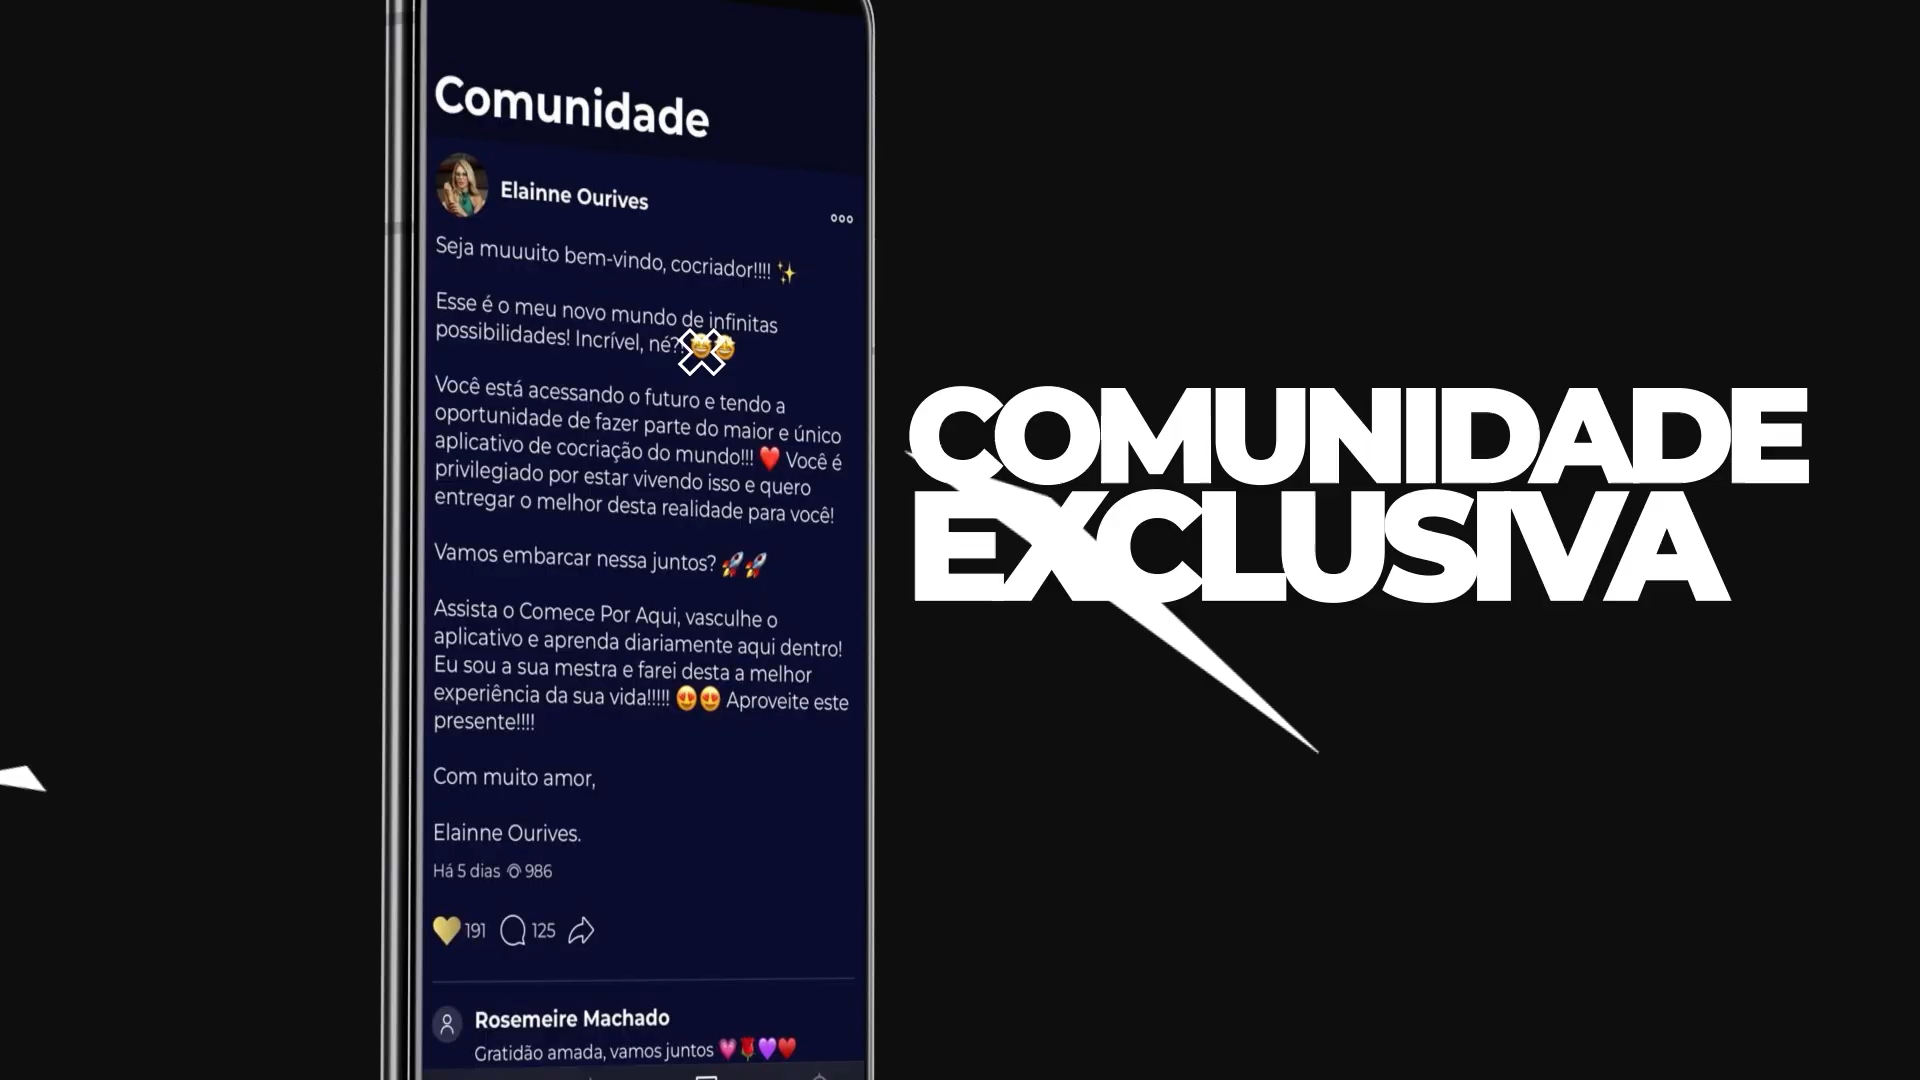 Comunidade
Elainne Ourives
Seja muuuito bem-vindo, cocriador!!!! ✨
Esse é o meu novo mundo de infinitas
possibilidades! Incrível, né?! 🤩🤩
Você está acessando o futuro e tendo a
oportunidade de fazer parte do maior e único
aplicativo de cocriação do mundo!!! ❤️ Você é
privilegiado por estar vivendo isso e quero
entregar o melhor desta realidade para você!
Vamos embarcar nessa juntos? 🚀🚀
Assista o Comece Por Aqui, vasculhe o
aplicativo e aprenda diariamente aqui dentro!
Eu sou a sua mestra e farei desta a melhor
experiência da sua vida!!!!! 😍😍 Aproveite este
presente!!!!
Com muito amor,
Elainne Ourives.
Há 5 dias 986
191 125
Rosemeire Machado
Gratidão amada, vamos juntos 💗🌹💜❤️
COMUNIDADE
EXCLUSIVA